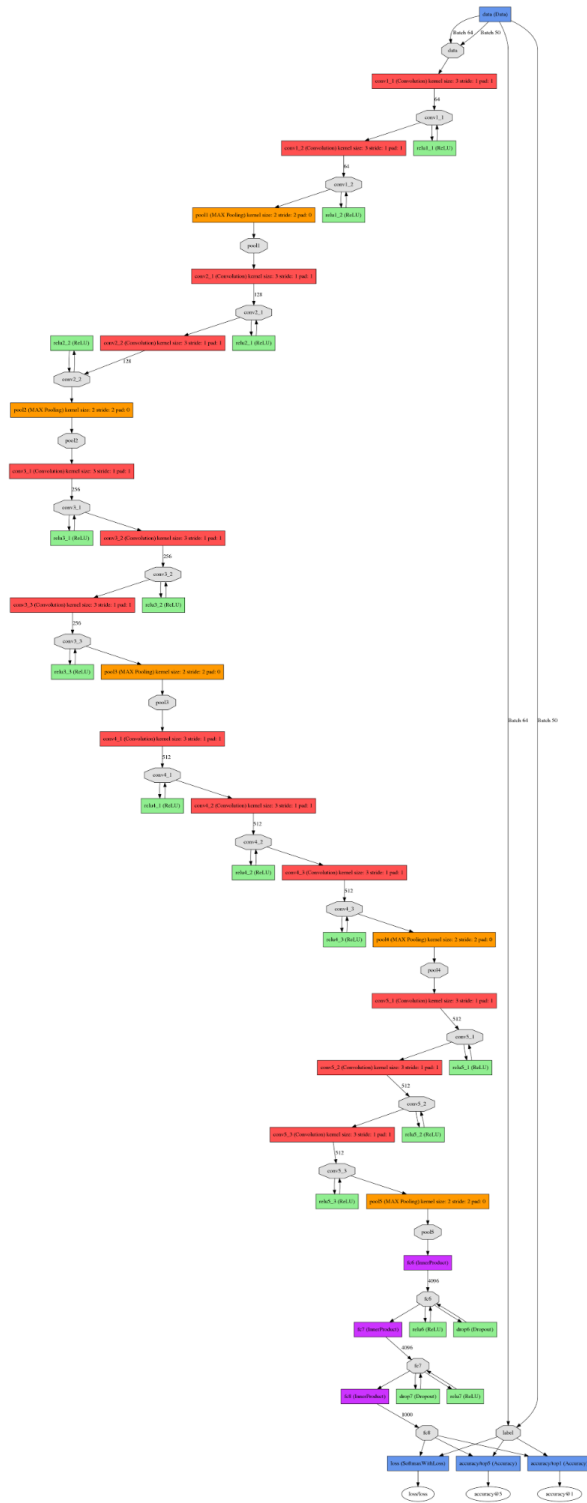 data (Data)
Batch 64
Batch 50
data
conv1_1 (Convolution) kernel size: 3 stride: 1 pad: 1
64
conv1_1
relu1_1 (ReLU)
conv1_2 (Convolution) kernel size: 3 stride: 1 pad: 1
64
conv1_2
pool1 (MAX Pooling) kernel size: 2 stride: 2 pad: 0
relu1_2 (ReLU)
pool1
conv2_1 (Convolution) kernel size: 3 stride: 1 pad: 1
128
conv2_1
relu2_2 (ReLU)
conv2_2 (Convolution) kernel size: 3 stride: 1 pad: 1
relu2_1 (ReLU)
128
conv2_2
pool2 (MAX Pooling) kernel size: 2 stride: 2 pad: 0
pool2
conv3_1 (Convolution) kernel size: 3 stride: 1 pad: 1
256
conv3_1
relu3_1 (ReLU)
conv3_2 (Convolution) kernel size: 3 stride: 1 pad: 1
256
conv3_2
conv3_3 (Convolution) kernel size: 3 stride: 1 pad: 1
relu3_2 (ReLU)
256
conv3_3
relu3_3 (ReLU)
pool3 (MAX Pooling) kernel size: 2 stride: 2 pad: 0
pool3
Batch 64
Batch 50
conv4_1 (Convolution) kernel size: 3 stride: 1 pad: 1
512
conv4_1
relu4_1 (ReLU)
conv4_2 (Convolution) kernel size: 3 stride: 1 pad: 1
512
conv4_2
relu4_2 (ReLU)
conv4_3 (Convolution) kernel size: 3 stride: 1 pad: 1
512
conv4_3
relu4_3 (ReLU)
pool4 (MAX Pooling) kernel size: 2 stride: 2 pad: 0
pool4
conv5_1 (Convolution) kernel size: 3 stride: 1 pad: 1
512
conv5_1
conv5_2 (Convolution) kernel size: 3 stride: 1 pad: 1
relu5_1 (ReLU)
512
conv5_2
conv5_3 (Convolution) kernel size: 3 stride: 1 pad: 1
relu5_2 (ReLU)
512
conv5_3
relu5_3 (ReLU)
pool5 (MAX Pooling) kernel size: 2 stride: 2 pad: 0
pool5
fc6 (InnerProduct)
4096
fc6
fc7 (InnerProduct)
relu6 (ReLU)
drop6 (Dropout)
4096
fc7
fc8 (InnerProduct)
drop7 (Dropout)
relu7 (ReLU)
fc8
label
loss (SoftmaxWithLoss)
accuracy/top5 (Accuracy)
accuracy/top1 (Accuracy)
loss/loss
accuracy@5
accuracy@1